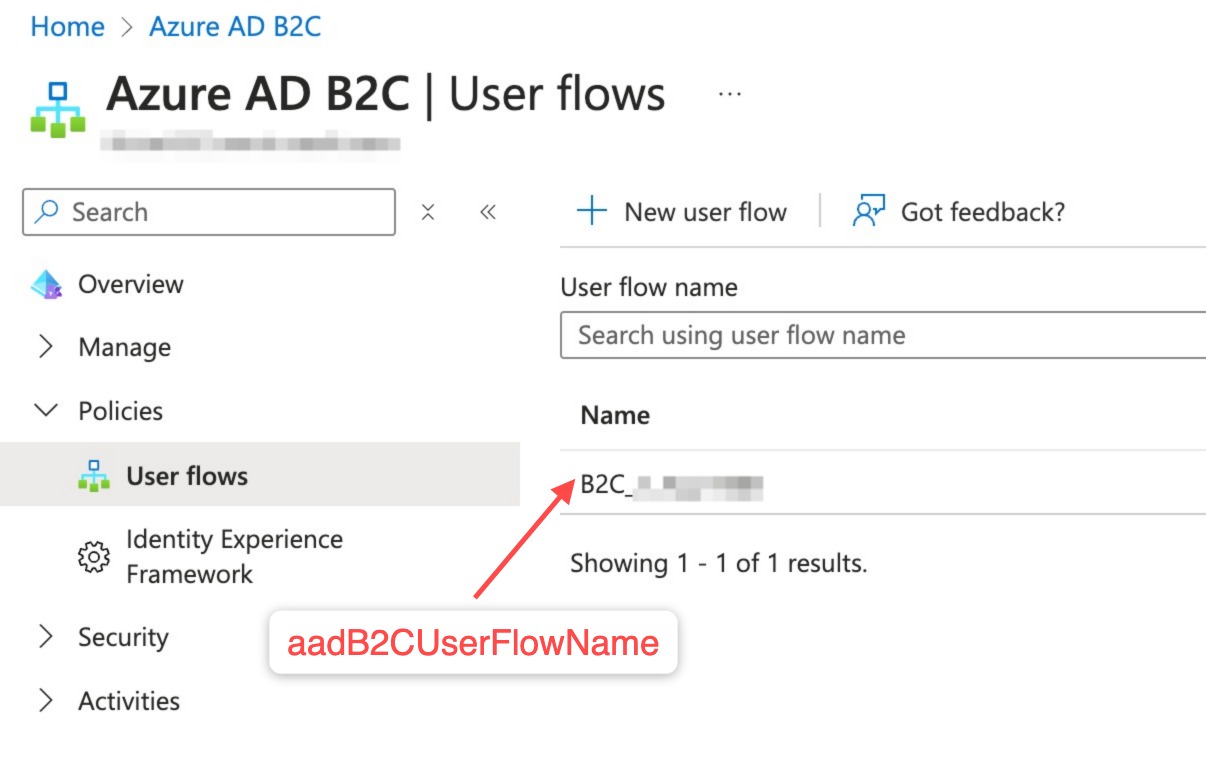 Home > Azure AD B2C
Azure AD B2C | User flows ...
Search
New user flow
Got feedback?
Overview
User flow name
Search using user flow name
Manage
Policies
Name
User flows
B2C_
Identity Experience
Framework
Showing 1 - 1 of 1 results.
Security
aadB2CUserFlowName
Activities